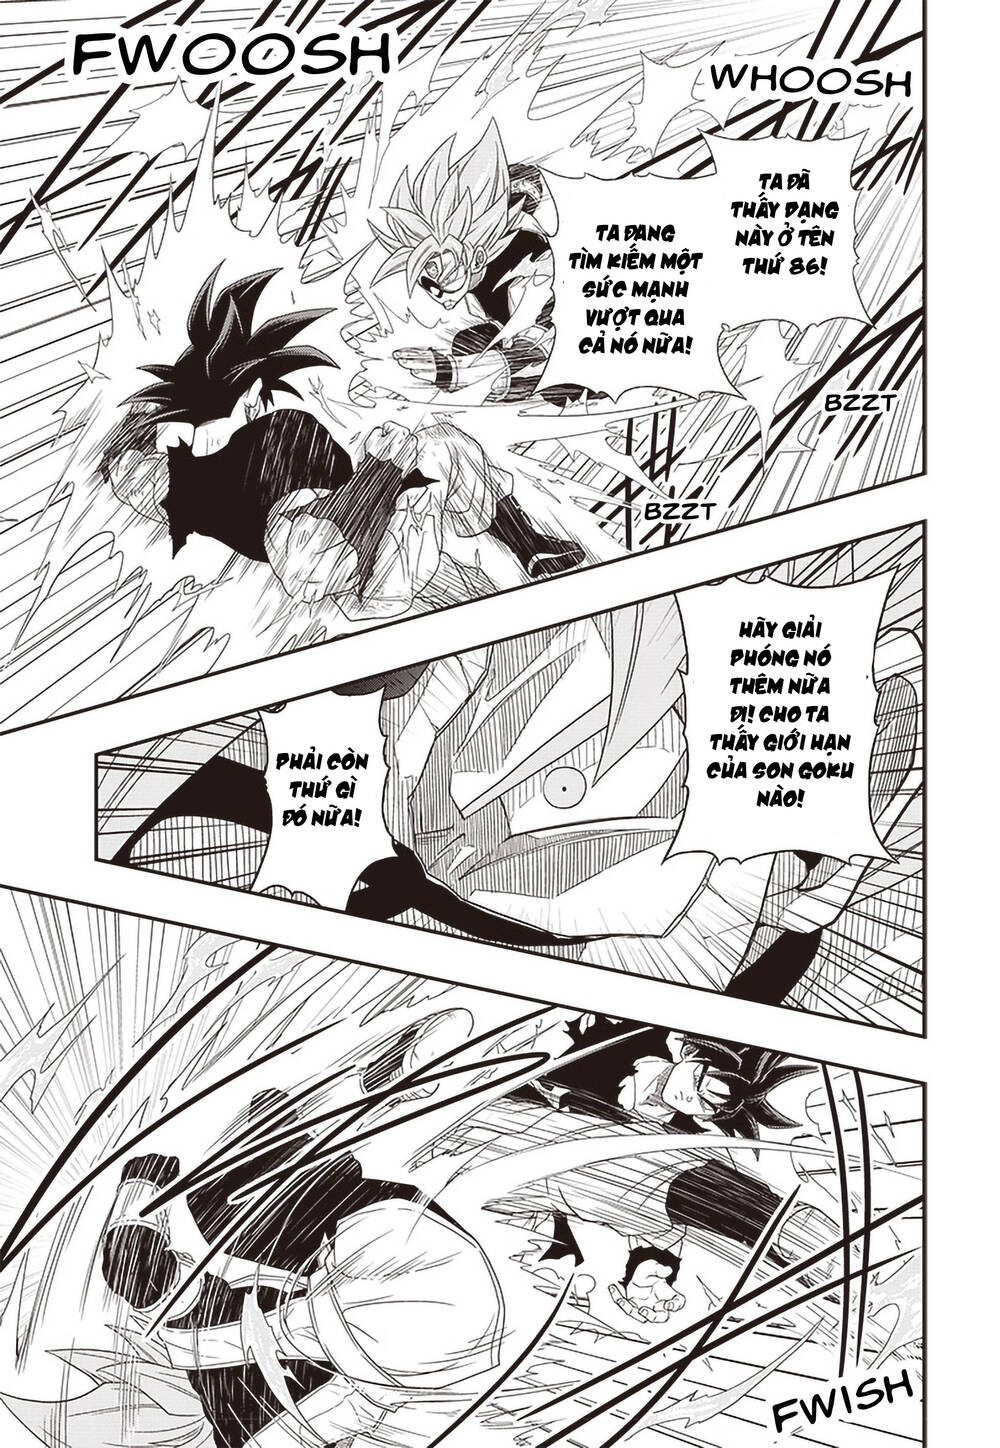 FWOOSH
WHOOSH
TA ĐÃ
THẤY DẠNG
NÀY Ở TÊN
THỨ 86!
TA ĐANG
TÌM KIẾM MỘT
SỨC MẠNH
VƯỢT QUA
CẢ NÓ NỮA!
BZZT
BZZT
HÃY GIẢI
PHÓNG NÓ
THÊM NỮA
ĐI! CHO TA
THẤY GIỚI HẠN
CỦA SON GOKU
NÀO!
PHẢI CÒN
THỨ GÌ
ĐÓ NỮA!
FWISH